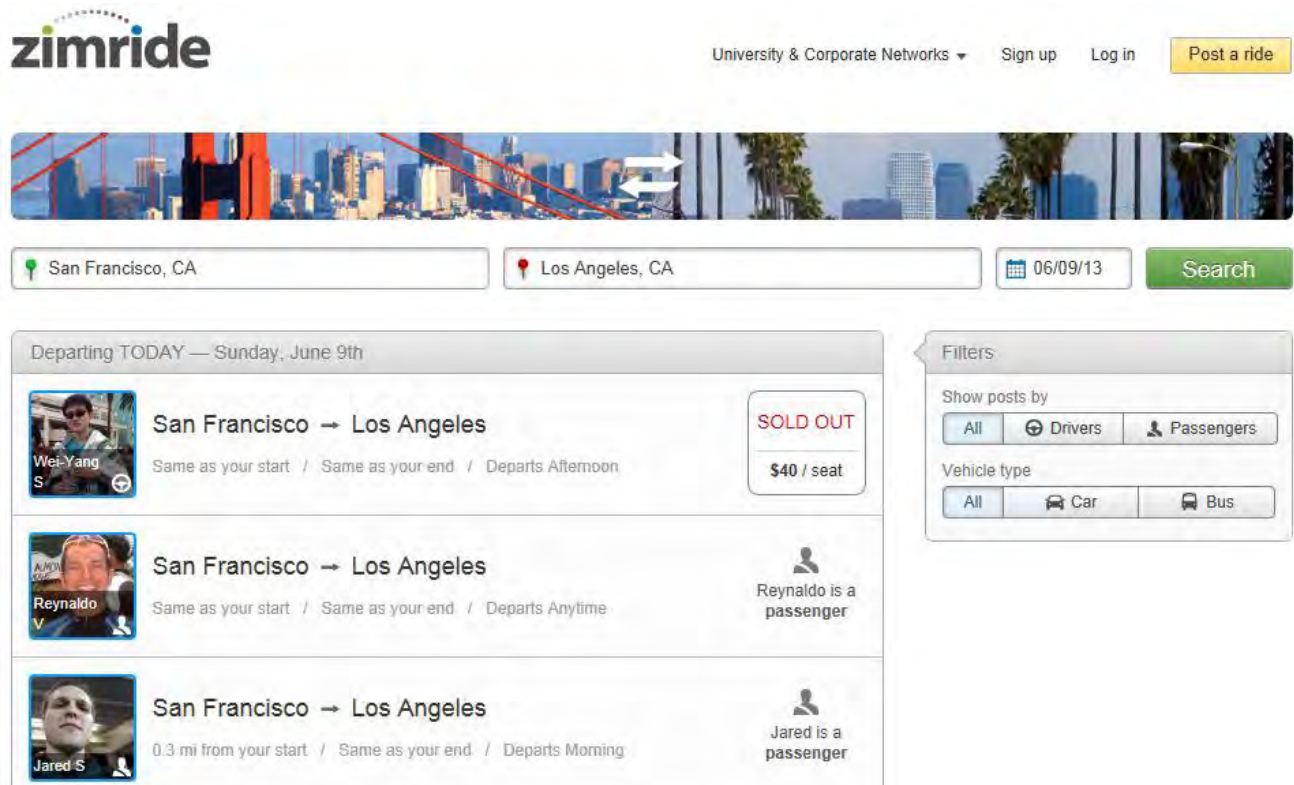 zimride
University & Corporate Networks
Sign up
Log in
Post a ride
San Francisco, CA
Los Angeles, CA
06/09/13
Search
Departing TODAY — Sunday, June 9th
Wei-Yang
S
San Francisco → Los Angeles
Same as your start / Same as your end / Departs Afternoon
SOLD OUT
$40 / seat
Reynaldo
V
San Francisco → Los Angeles
Same as your start / Same as your end / Departs Anytime
Reynaldo is a
passenger
Jared S
San Francisco → Los Angeles
0.3 mi from your start / Same as your end / Departs Morning
Jared is a
passenger
Filters
Show posts by
All
Drivers
Passengers
Vehicle type
All
Car
Bus